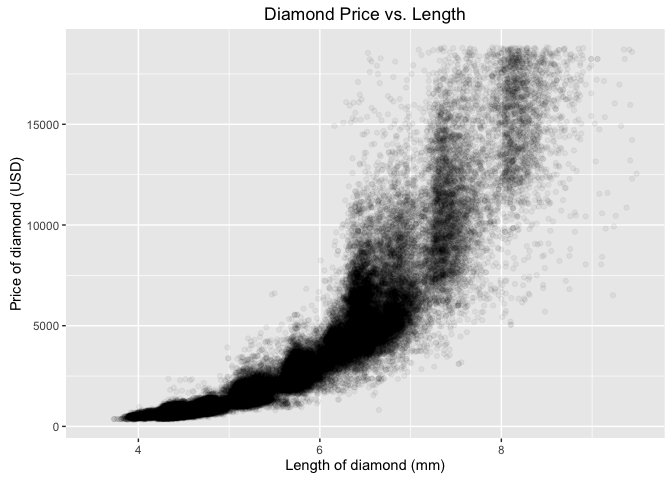 Diamond Price vs. Length
Price of diamond (USD)
15000
10000
5000
0
4 6 8
Length of diamond (mm)